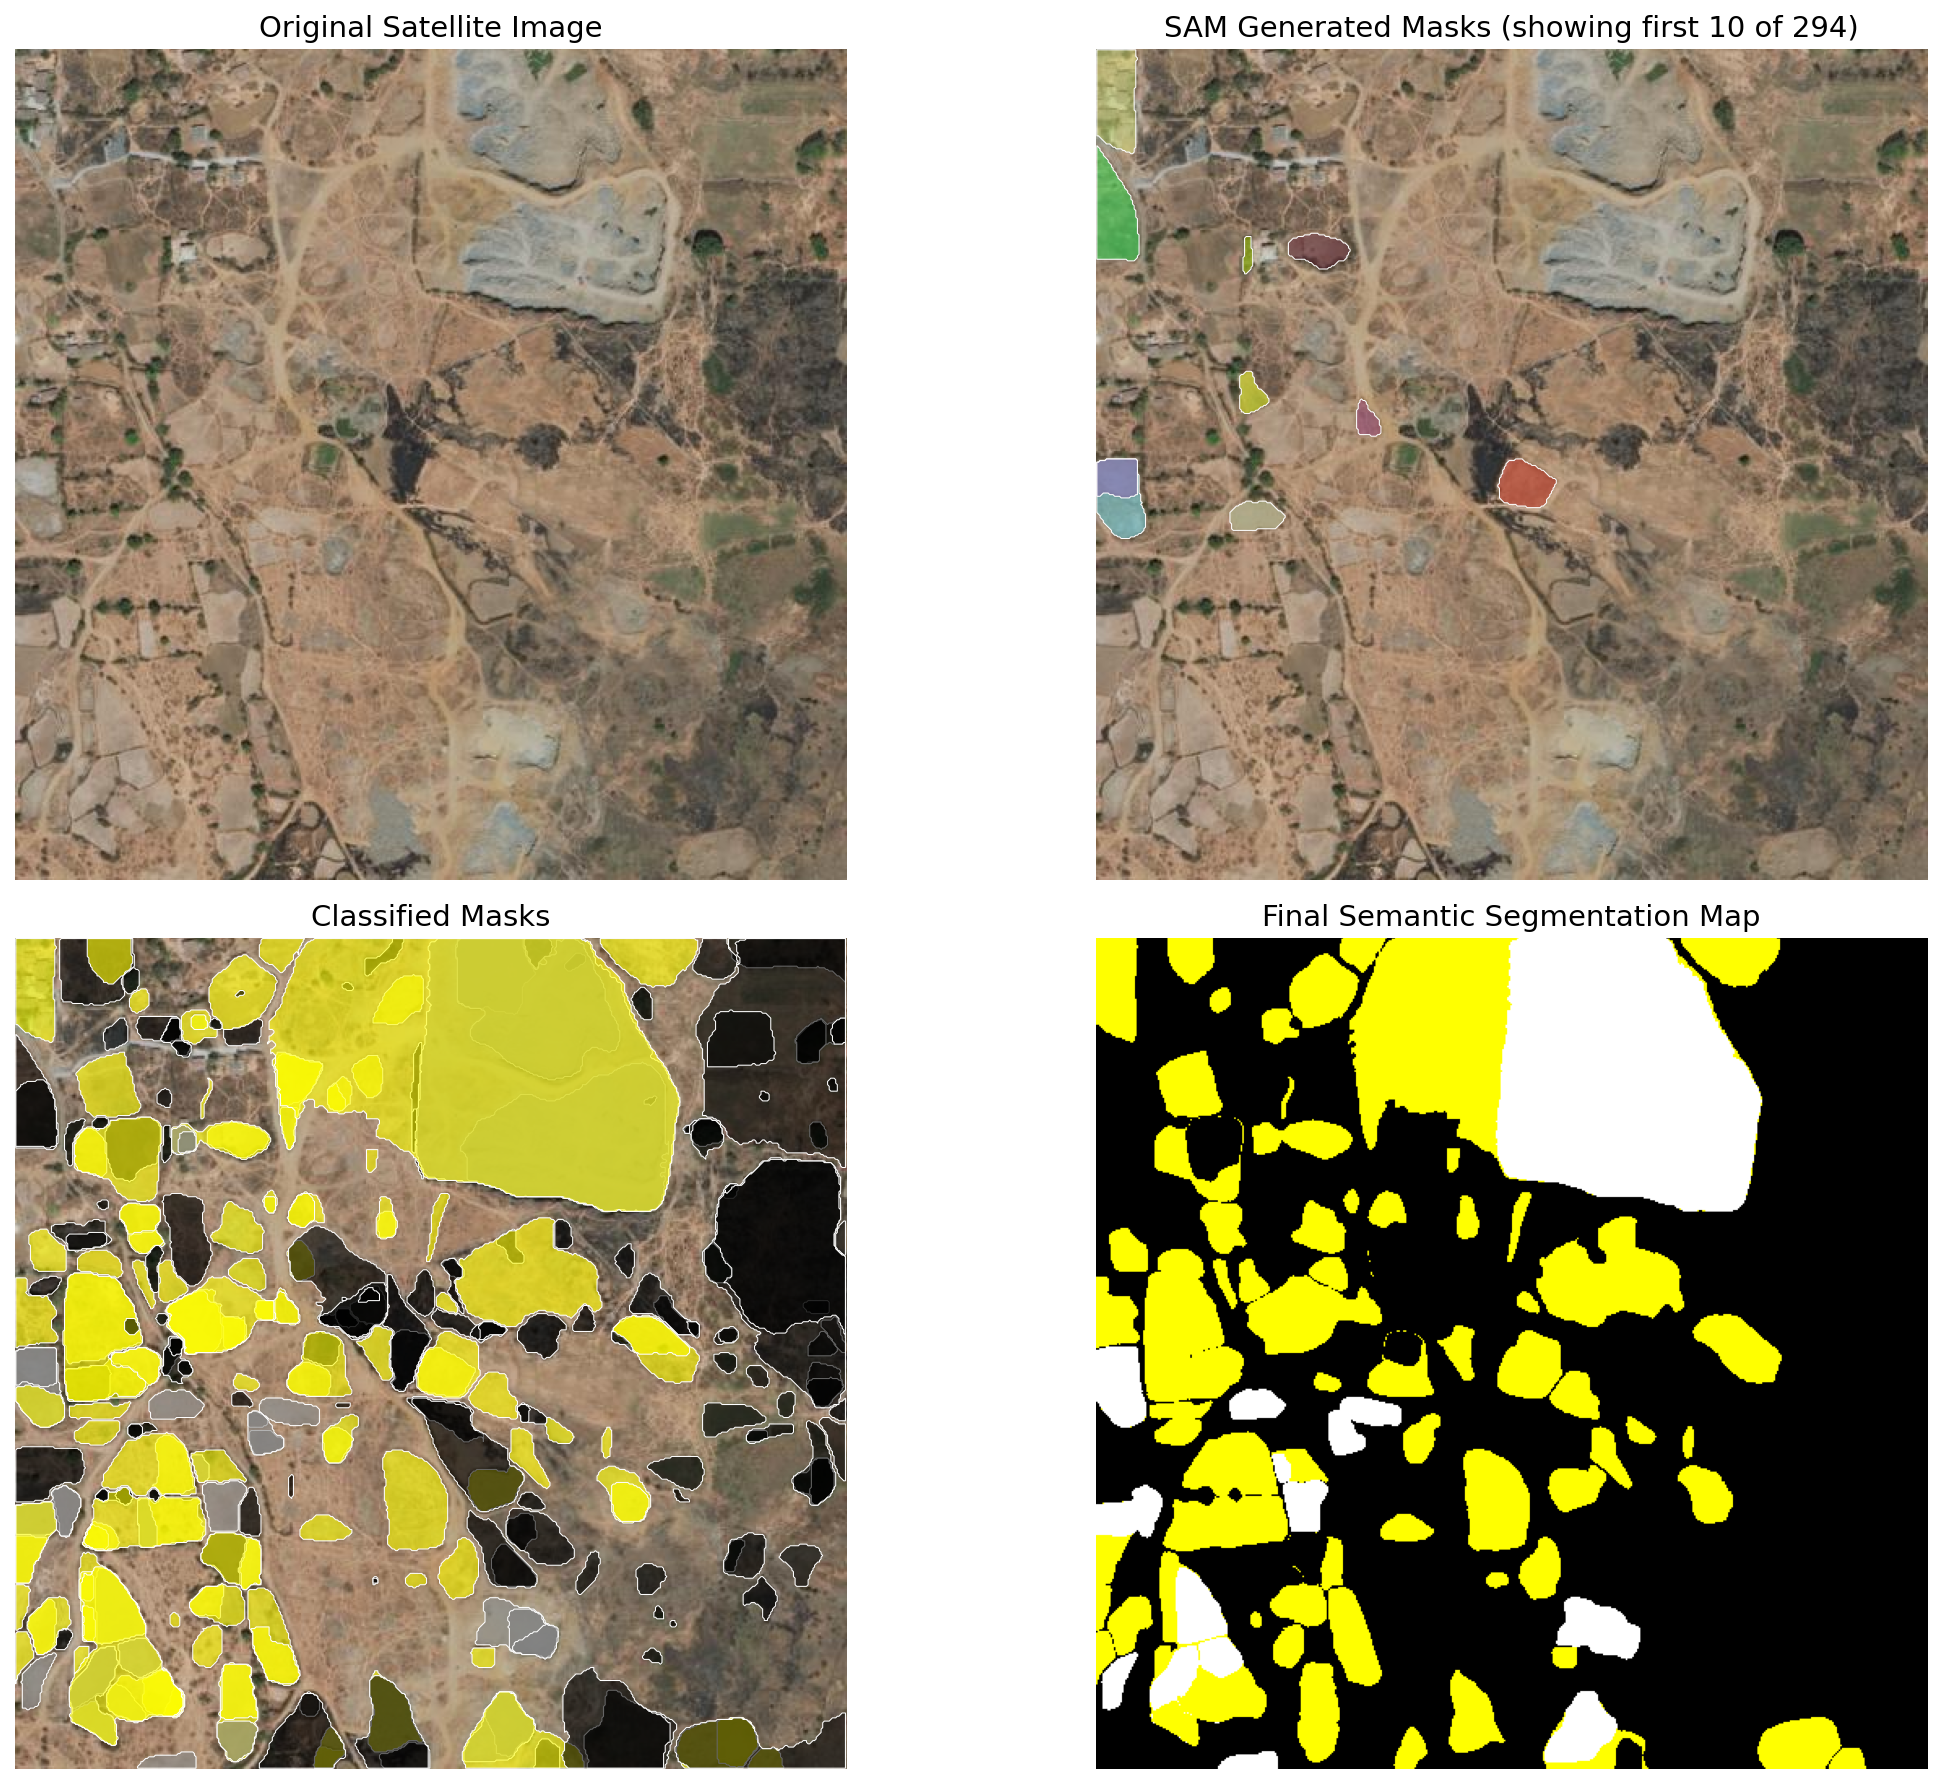 Original Satellite Image
SAM Generated Masks (showing first 10 of 294)
Classified Masks
Final Semantic Segmentation Map